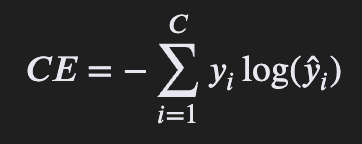 CE = − ∑_{i=1}^{C} y_i log(ŷ_i)